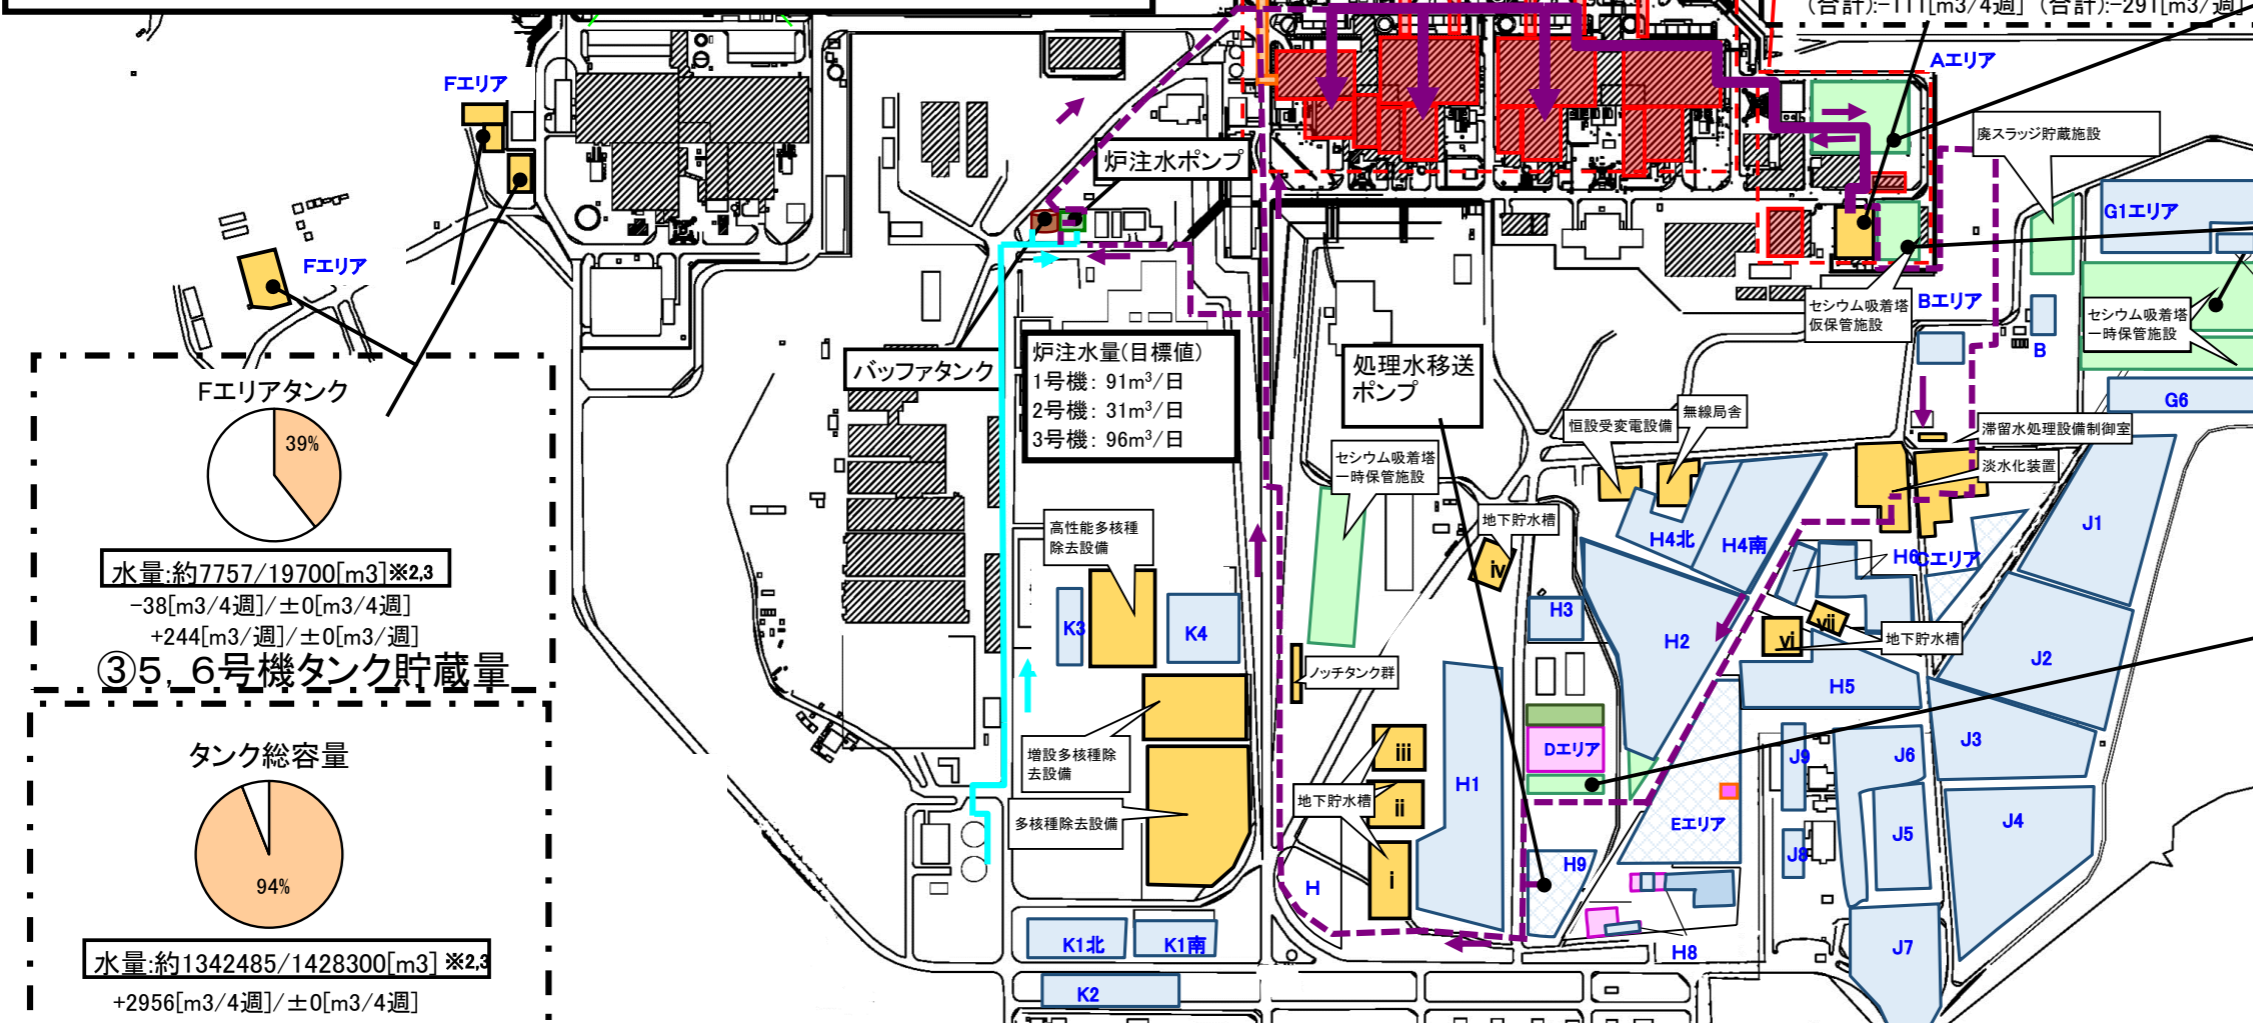 (合計):-111[m3/4週] (合計):-291[m3/週]
Aエリア
Fエリア
廃スラッジ貯蔵施設
炉注水ポンプ
G1エリア
Fエリア
セシウム吸着塔
仮保管施設
Bエリア
セシウム吸着塔
一時保管施設
B
バッファタンク
炉注水量(目標値)
1号機: 91m³/日
2号機: 31m³/日
3号機: 96m³/日
処理水移送
ポンプ
G6
Fエリアタンク
39%
水量:約7757/19700[m3]※2,3
-38[m3/4週]/±0[m3/4週]
+244[m3/週]/±0[m3/週]
③5, 6号機タンク貯蔵量
恒設受変電設備
無線局舎
滞留水処理設備制御室
淡水化装置
セシウム吸着塔
一時保管施設
高性能多核種
除去設備
地下貯水槽
iv
H4北
H4南
H6
Cエリア
J1
K3
K4
H3
H2
vi
vii
地下貯水槽
J2
ノッチタンク群
H5
タンク総容量
94%
水量:約1342485/1428300[m3] ※2,3
+2956[m3/4週]/±0[m3/4週]
増設多核種除
去設備
多核種除去設備
iii
ii
i
地下貯水槽
H1
Dエリア
Eエリア
J9
J6
J3
J8
J5
J4
H
H9
H8
J7
K1北
K1南
K2